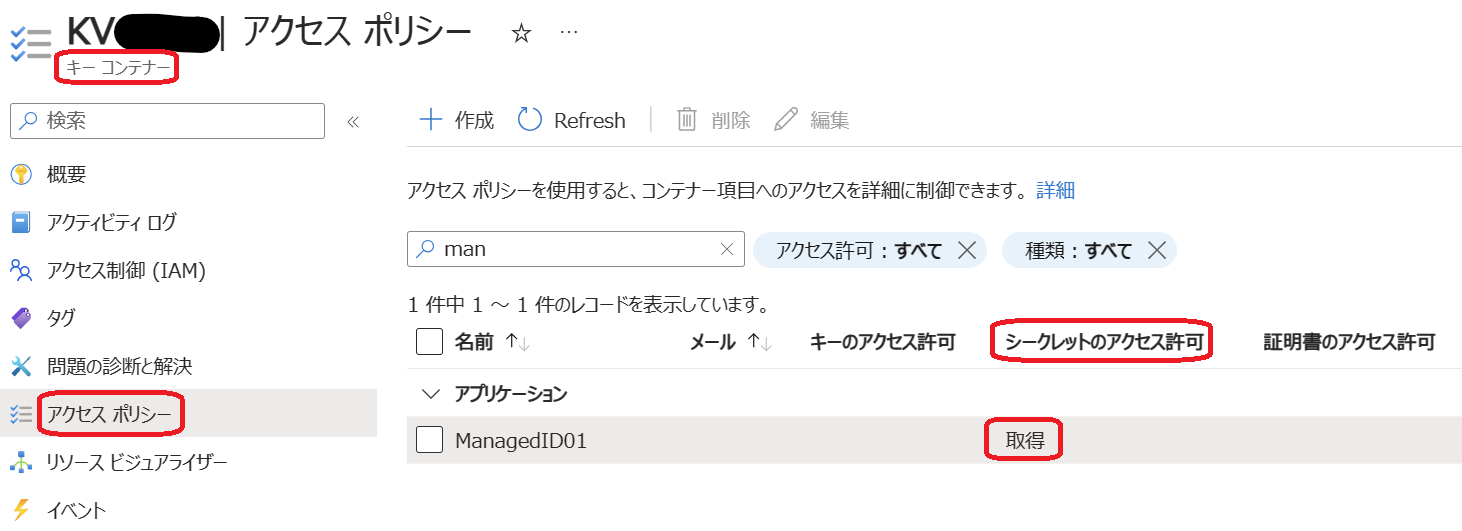 KV | アクセス ポリシー ☆ …
キー コンテナー
検索 «
概要
アクティビティ ログ
アクセス制御 (IAM)
タグ
問題の診断と解決
アクセス ポリシー
リソース ビジュアライザー
イベント
作成 Refresh | 削除 編集
アクセス ポリシーを使用すると、コンテナー項目へのアクセスを詳細に制御できます。 詳細
man × アクセス許可 : すべて × 種類 : すべて ×
1 件中 1 ～ 1 件のレコードを表示しています。
名前 ↑↓ メール ↑↓ キーのアクセス許可 シークレットのアクセス許可 証明書のアクセス許可
アプリケーション
ManagedID01 取得